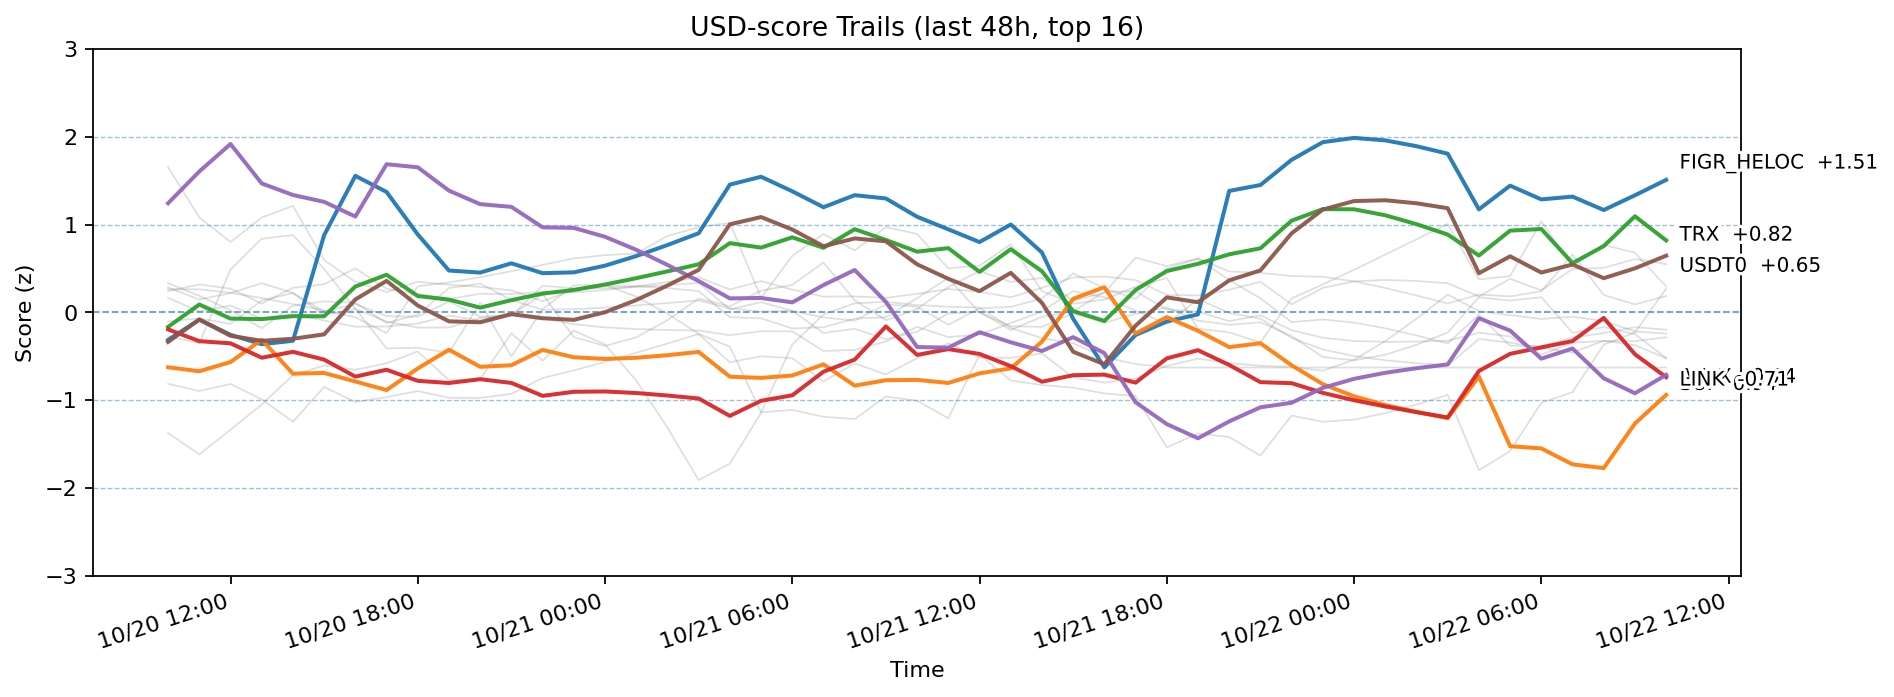 USD-score Trails (last 48h, top 16)
3
2
1
0
−1
−2
−3
Score (z)
FIGR_HELOC +1.51
TRX +0.82
USDT0 +0.65
LINK
10/20 12:00
10/20 18:00
10/21 00:00
10/21 06:00
10/21 12:00
10/21 18:00
10/22 00:00
10/22 06:00
10/22 12:00
Time